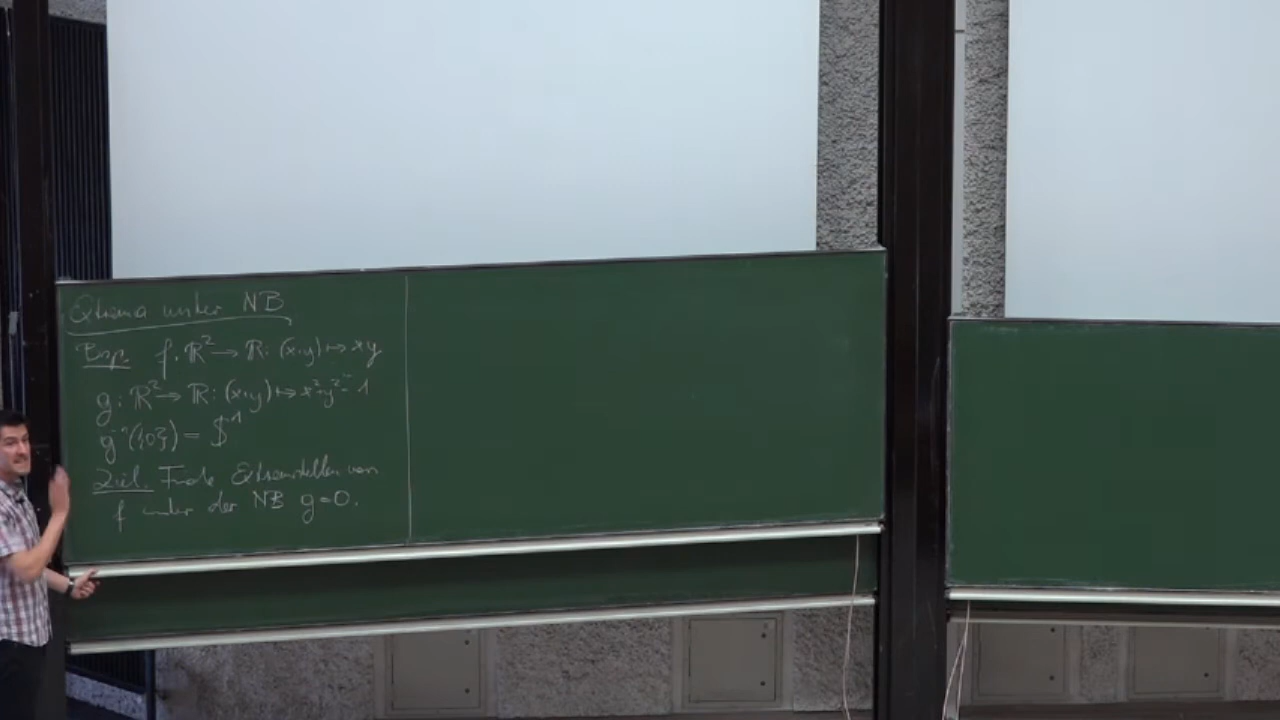 Extrema unter NB
Bsp. f: ℝ² → ℝ: (x,y) ↦ xy
g: ℝ² → ℝ: (x,y) ↦ x²+y²-1
g⁻¹({0}) = $¹
Ziel. Finde Extremstellen von
f unter der NB g=0.